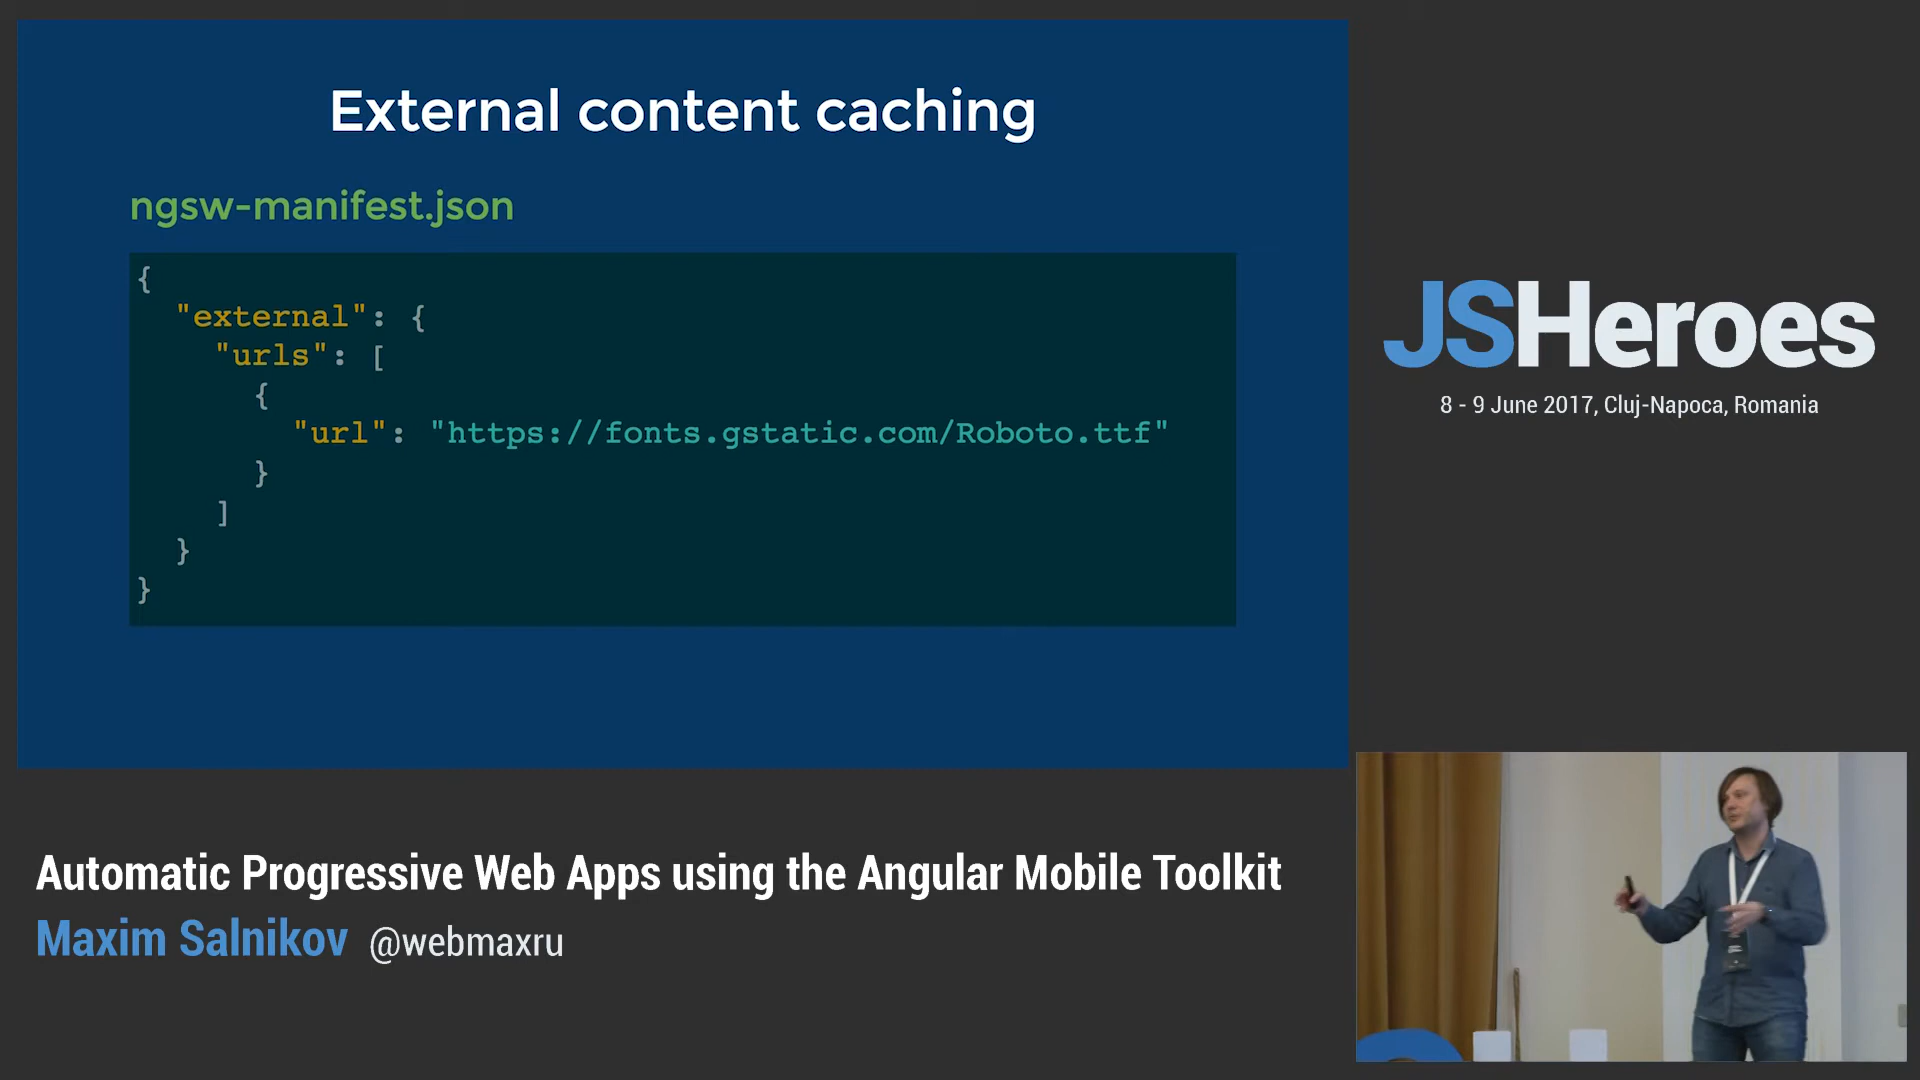 External content caching
ngsw-manifest.json
{
"external": {
"urls": [
{
"url": "https://fonts.gstatic.com/Roboto.ttf"
}
]
}
}
JSHeroes
8 - 9 June 2017, Cluj-Napoca, Romania
Automatic Progressive Web Apps using the Angular Mobile Toolkit
Maxim Salnikov @webmaxru